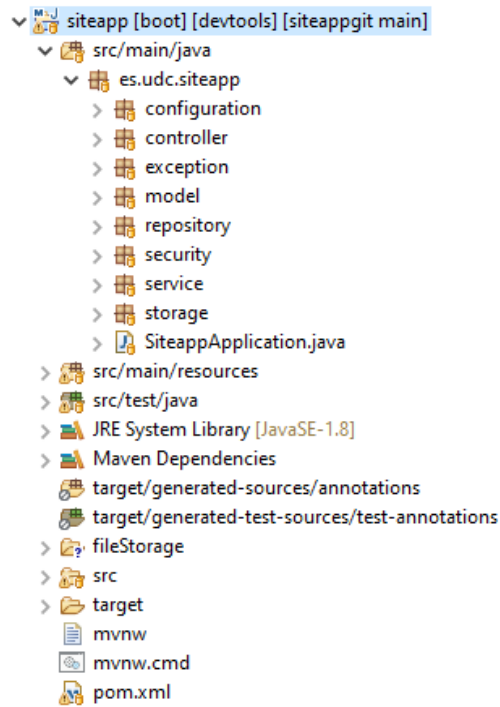 siteapp [boot] [devtools] [siteappgit main]
src/main/java
es.udc.siteapp
configuration
controller
exception
model
repository
security
service
storage
SiteappApplication.java
src/main/resources
src/test/java
JRE System Library [JavaSE-1.8]
Maven Dependencies
target/generated-sources/annotations
target/generated-test-sources/test-annotations
fileStorage
src
target
mvnw
mvnw.cmd
pom.xml